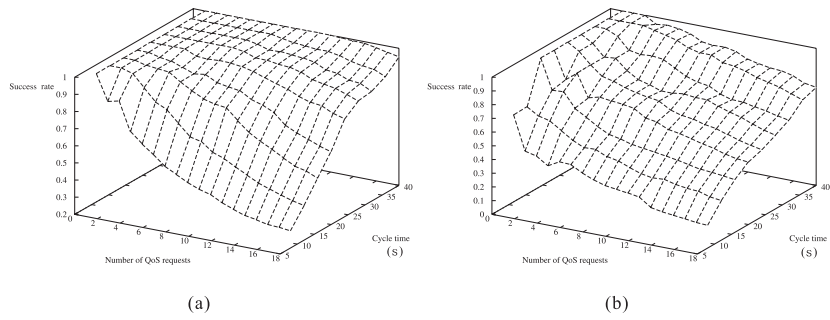 Success rate
1
0.9
0.8
0.7
0.6
0.5
0.4
0.3
0.2
0 2 4 6 8 10 12 14 16 18
Number of QoS requests
5 10 15 20 25 30 35 40
Cycle time
(s)
(a)
Success rate
1
0.9
0.8
0.7
0.6
0.5
0.4
0.3
0.2
0.1
0
0 2 4 6 8 10 12 14 16 18
Number of QoS requests
5 10 15 20 25 30 35 40
Cycle time
(s)
(b)